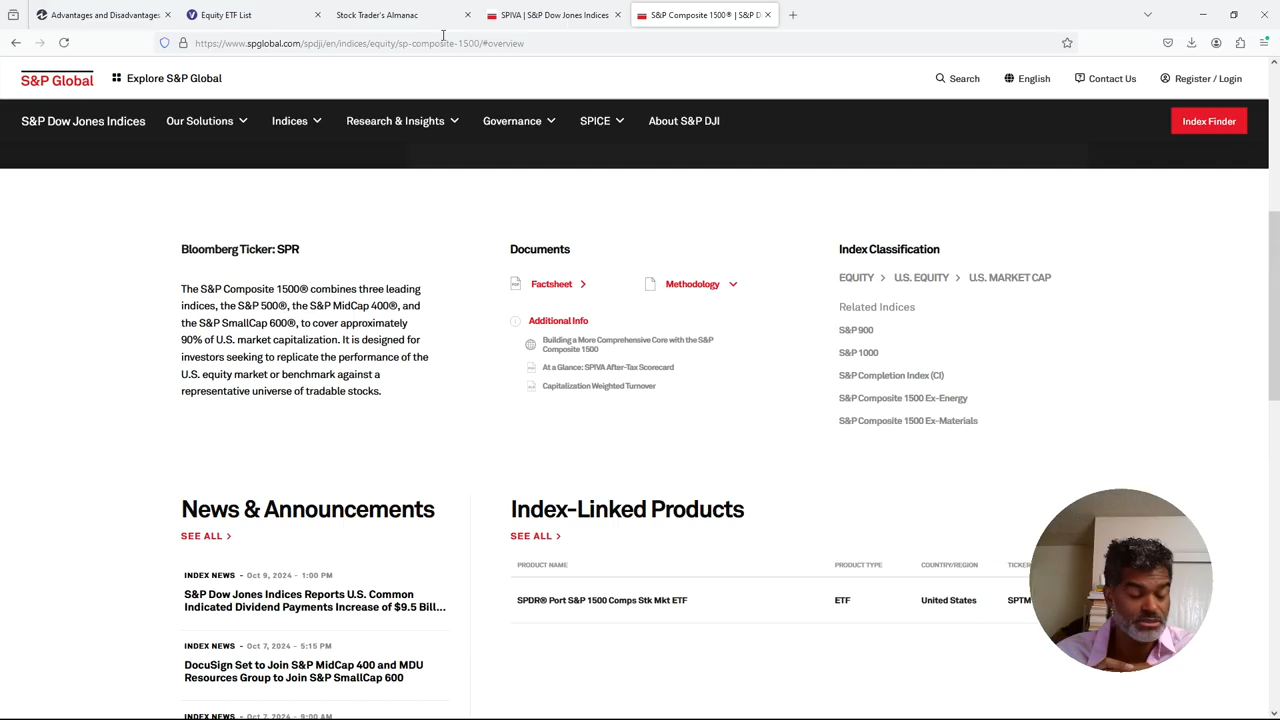 Advantages and Disadvantages
Equity ETF List
Stock Trader's Almanac
SPIVA | S&P Dow Jones Indices
S&P Composite 1500® | S&P D
https://www.spglobal.com/spdji/en/indices/equity/sp-composite-1500/#overview
S&P Global
Explore S&P Global
Search
English
Contact Us
Register / Login
S&P Dow Jones Indices
Our Solutions
Indices
Research & Insights
Governance
SPICE
About S&P DJI
Index Finder
Bloomberg Ticker: SPR
The S&P Composite 1500® combines three leading
indices, the S&P 500®, the S&P MidCap 400®, and
the S&P SmallCap 600®, to cover approximately
90% of U.S. market capitalization. It is designed for
investors seeking to replicate the performance of the
U.S. equity market or benchmark against a
representative universe of tradable stocks.
Documents
Factsheet
Methodology
Additional Info
Building a More Comprehensive Core with the S&P
Composite 1500
At a Glance: SPIVA After-Tax Scorecard
Capitalization Weighted Turnover
Index Classification
EQUITY > U.S. EQUITY > U.S. MARKET CAP
Related Indices
S&P 900
S&P 1000
S&P Completion Index (CI)
S&P Composite 1500 Ex-Energy
S&P Composite 1500 Ex-Materials
News & Announcements
SEE ALL >
INDEX NEWS - Oct 9, 2024 - 1:00 PM
S&P Dow Jones Indices Reports U.S. Common
Indicated Dividend Payments Increase of $9.5 Bill...
INDEX NEWS - Oct 7, 2024 - 5:15 PM
DocuSign Set to Join S&P MidCap 400 and MDU
Resources Group to Join S&P SmallCap 600
INDEX NEWS - Oct 7, 2024 - 9:00 AM
Index-Linked Products
SEE ALL >
PRODUCT NAME
PRODUCT TYPE
COUNTRY/REGION
TICKER
SPDR® Port S&P 1500 Comps Stk Mkt ETF
ETF
United States
SPTM